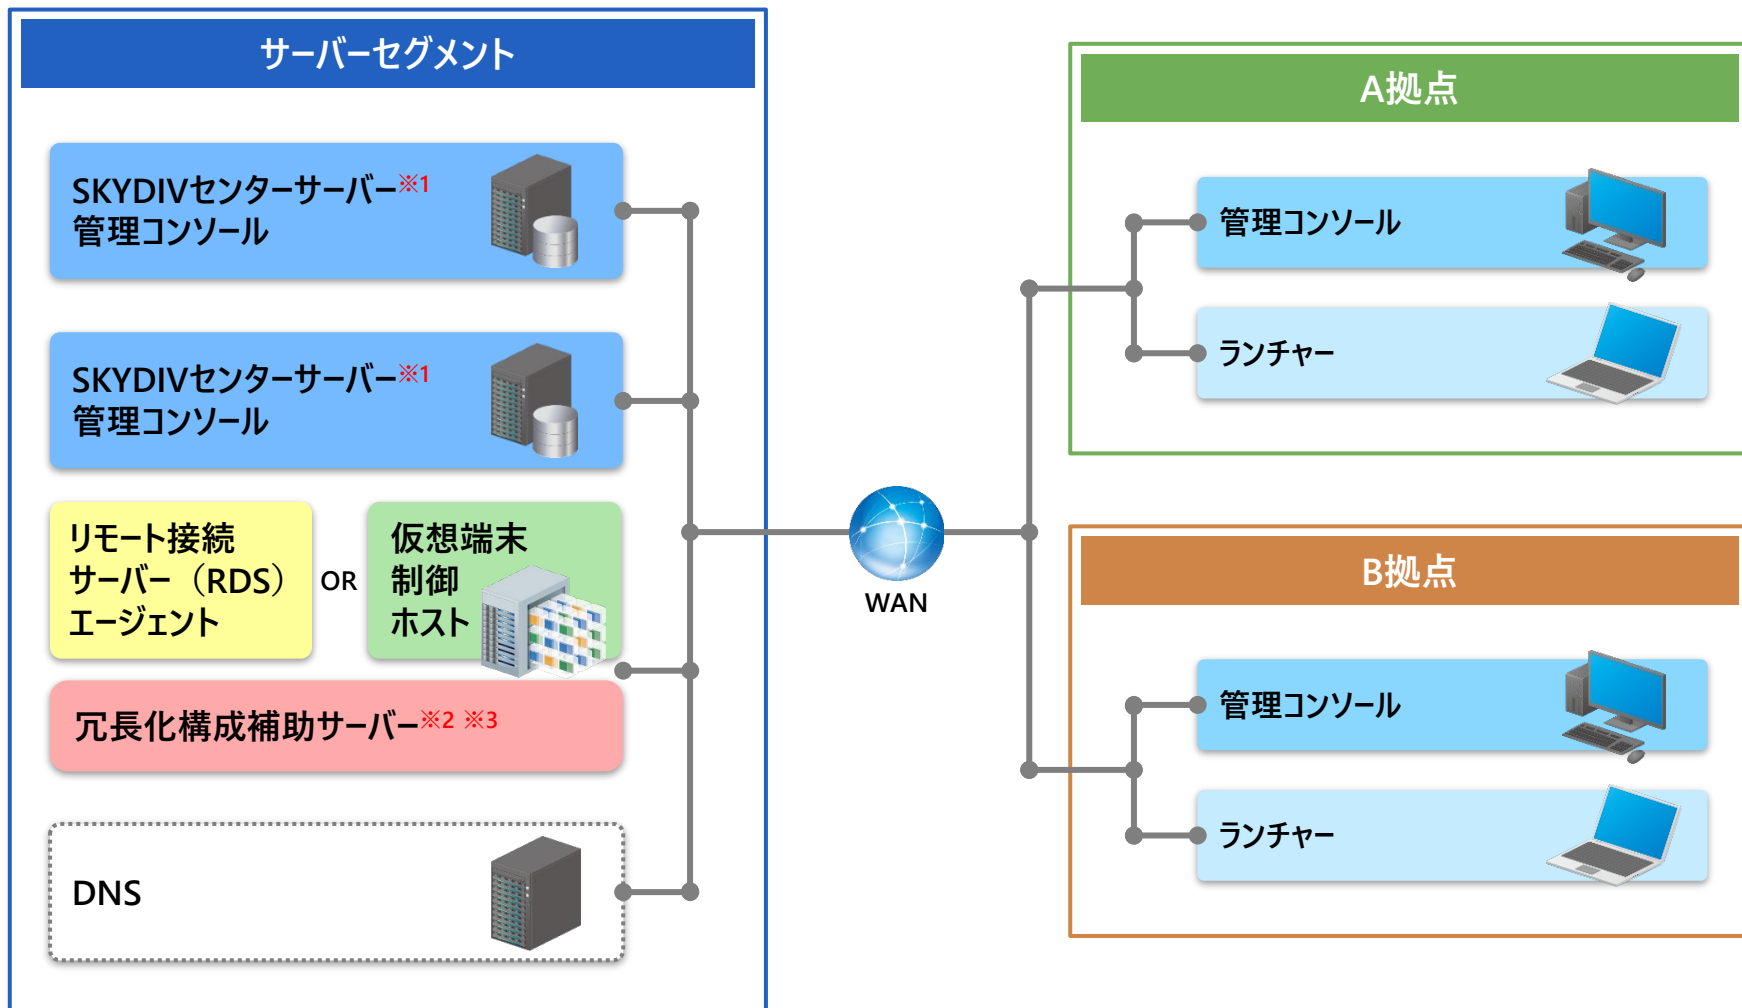 サーバーセグメント
SKYDIVセンターサーバー※1
管理コンソール
SKYDIVセンターサーバー※1
管理コンソール
リモート接続
サーバー（RDS）
エージェント
OR
仮想端末
制御
ホスト
冗長化構成補助サーバー※2 ※3
DNS
WAN
A拠点
管理コンソール
ランチャー
B拠点
管理コンソール
ランチャー